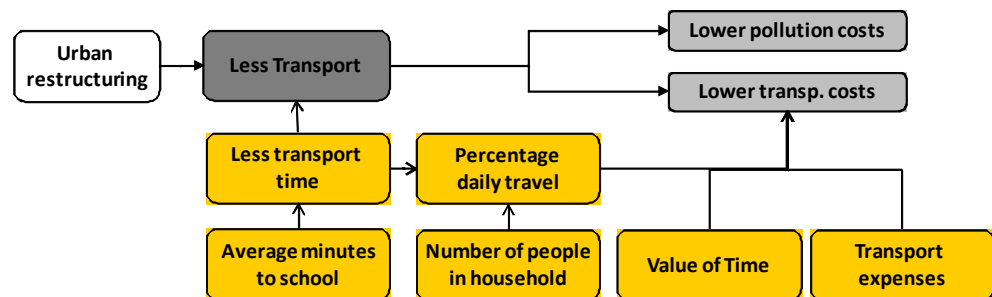 Urban
restructuring
Less Transport
Lower pollution costs
Lower transp. costs
Less transport
time
Percentage
daily travel
Average minutes
to school
Number of people
in household
Value of Time
Transport
expenses